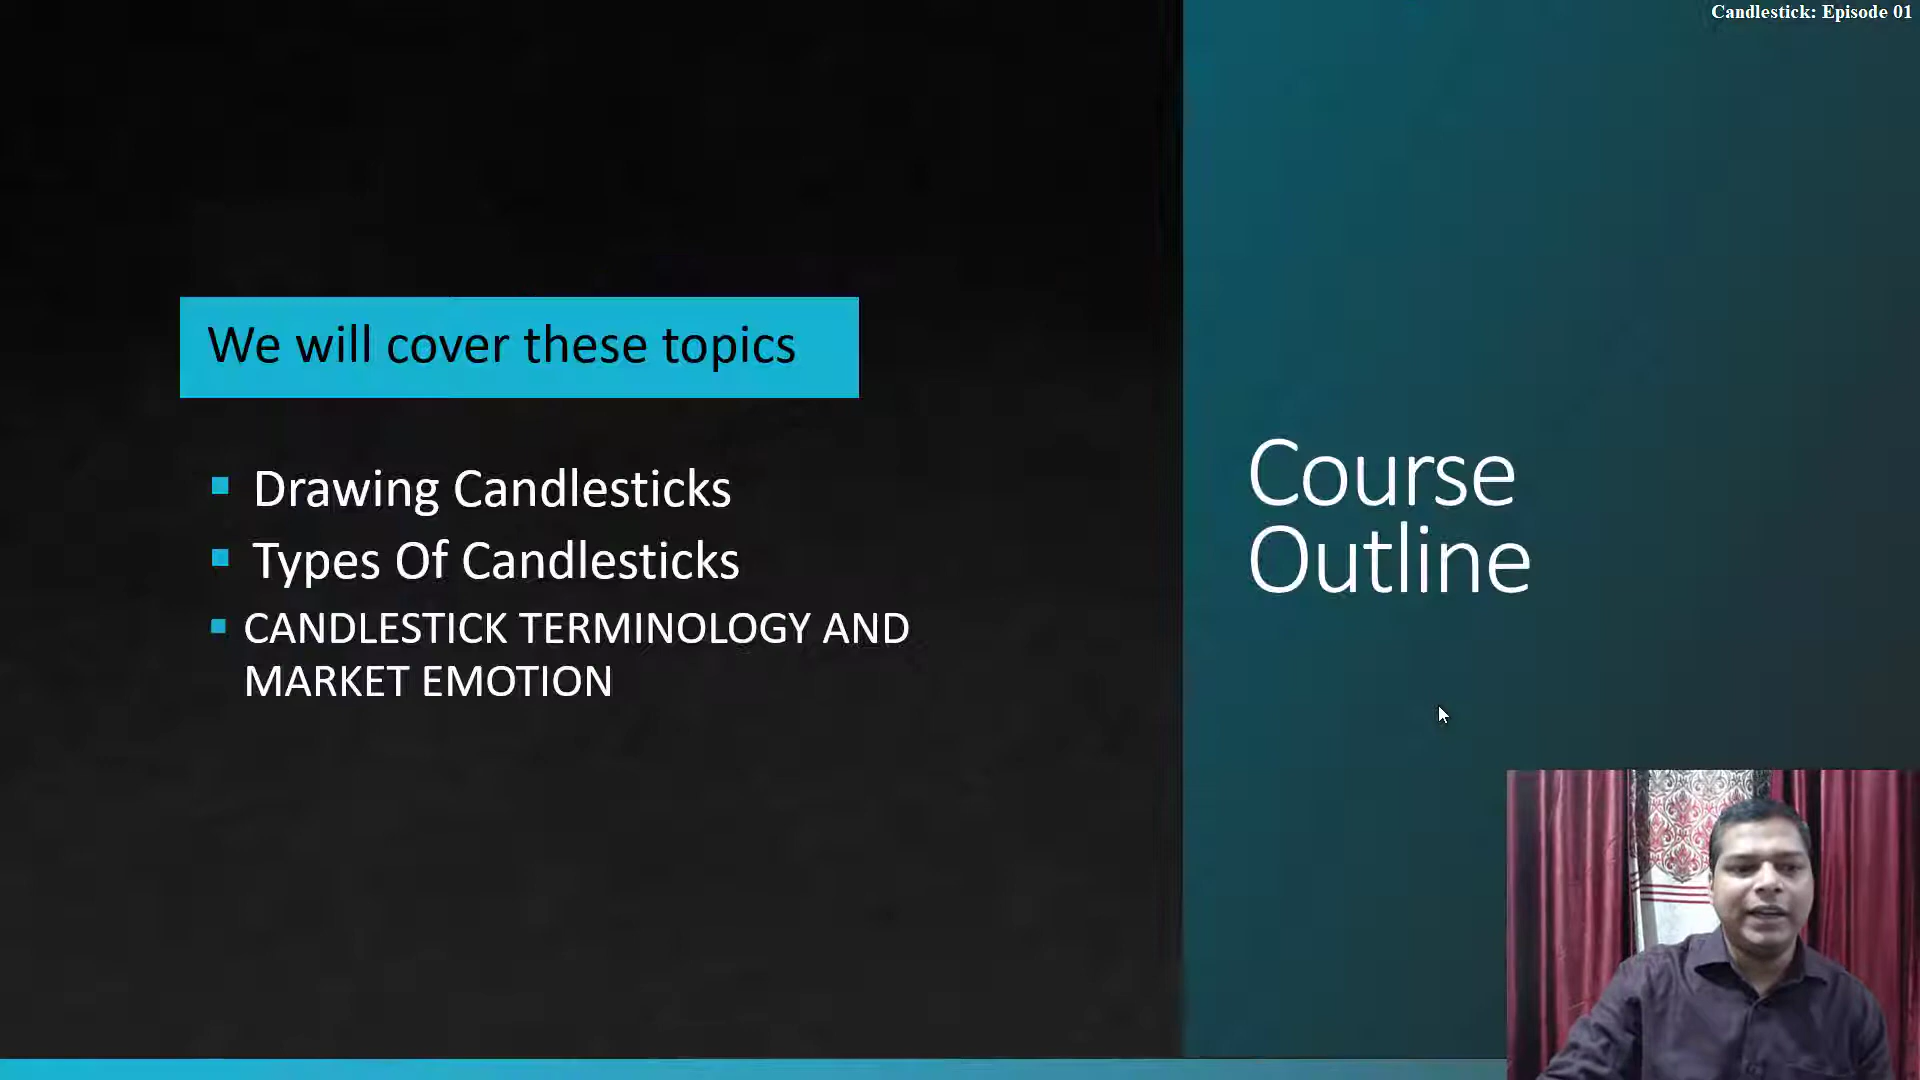 Candlestick: Episode 01
We will cover these topics
Drawing Candlesticks
Types Of Candlesticks
CANDLESTICK TERMINOLOGY AND
MARKET EMOTION
Course
Outline